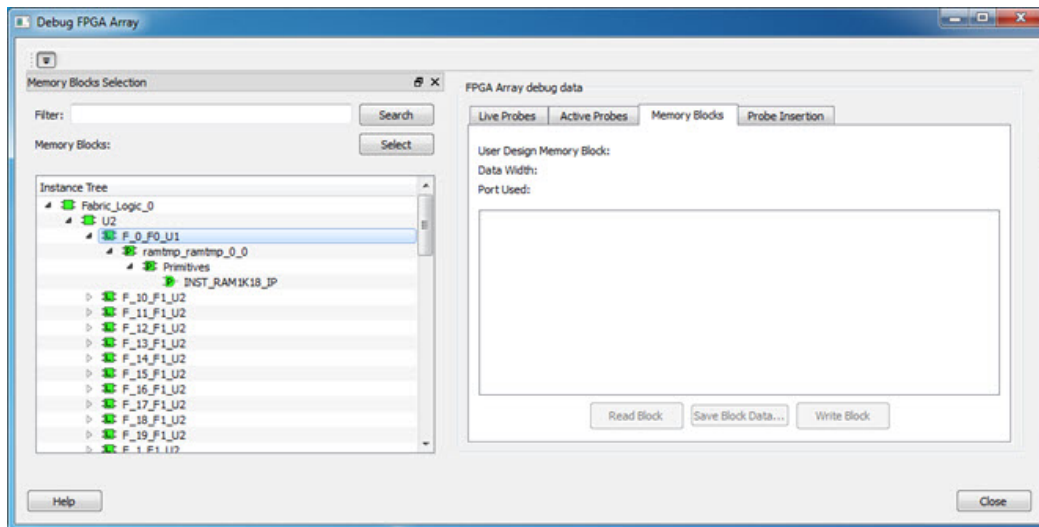 Debug FPGA Array
Memory Blocks Selection
Filter:
Search
Memory Blocks:
Select
Instance Tree
Fabric_Logic_0
U2
F_0_F0_U1
ramtmp_ramtmp_0_0
Primitives
INST_RAM1K18_IP
F_10_F1_U2
F_11_F1_U2
F_12_F1_U2
F_13_F1_U2
F_14_F1_U2
F_15_F1_U2
F_16_F1_U2
F_17_F1_U2
F_18_F1_U2
F_19_F1_U2
F_1_F1_U2
FPGA Array debug data
Live Probes Active Probes Memory Blocks Probe Insertion
User Design Memory Block:
Data Width:
Port Used:
Read Block Save Block Data... Write Block
Help
Close